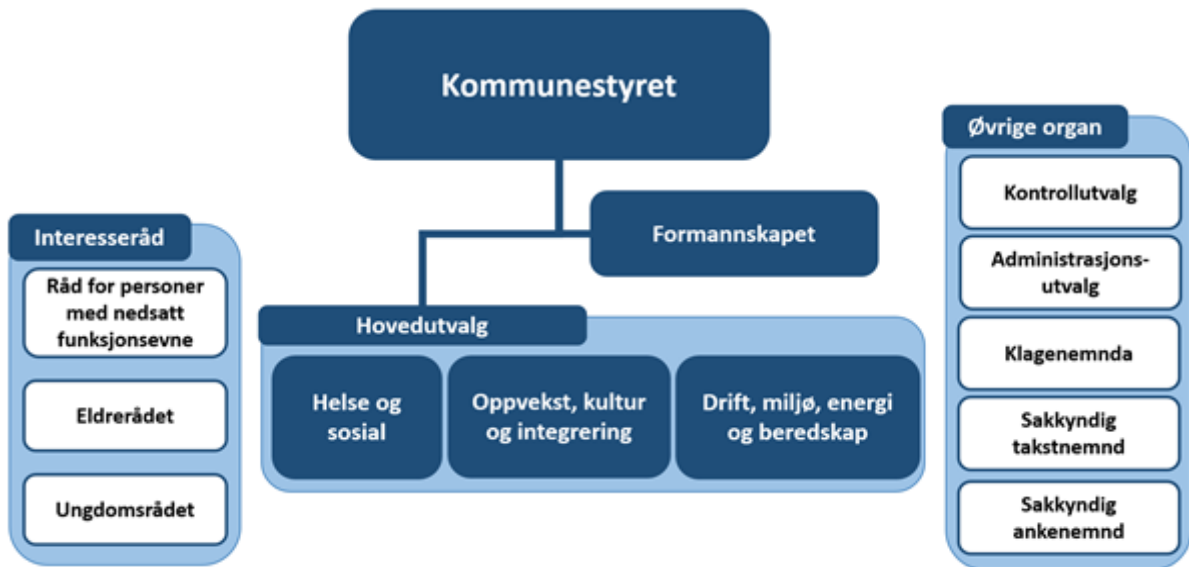 Kommunestyret
Formannskapet
Interesseråd
Råd for personer
med nedsatt
funksjonsevne
Eldrerådet
Ungdomsrådet
Hovedutvalg
Helse og
sosial
Oppvekst, kultur
og integrering
Drift, miljø, energi
og beredskap
Øvrige organ
Kontrollutvalg
Administrasjons-
utvalg
Klagenemnda
Sakkyndig
takstnemnd
Sakkyndig
ankenemnd